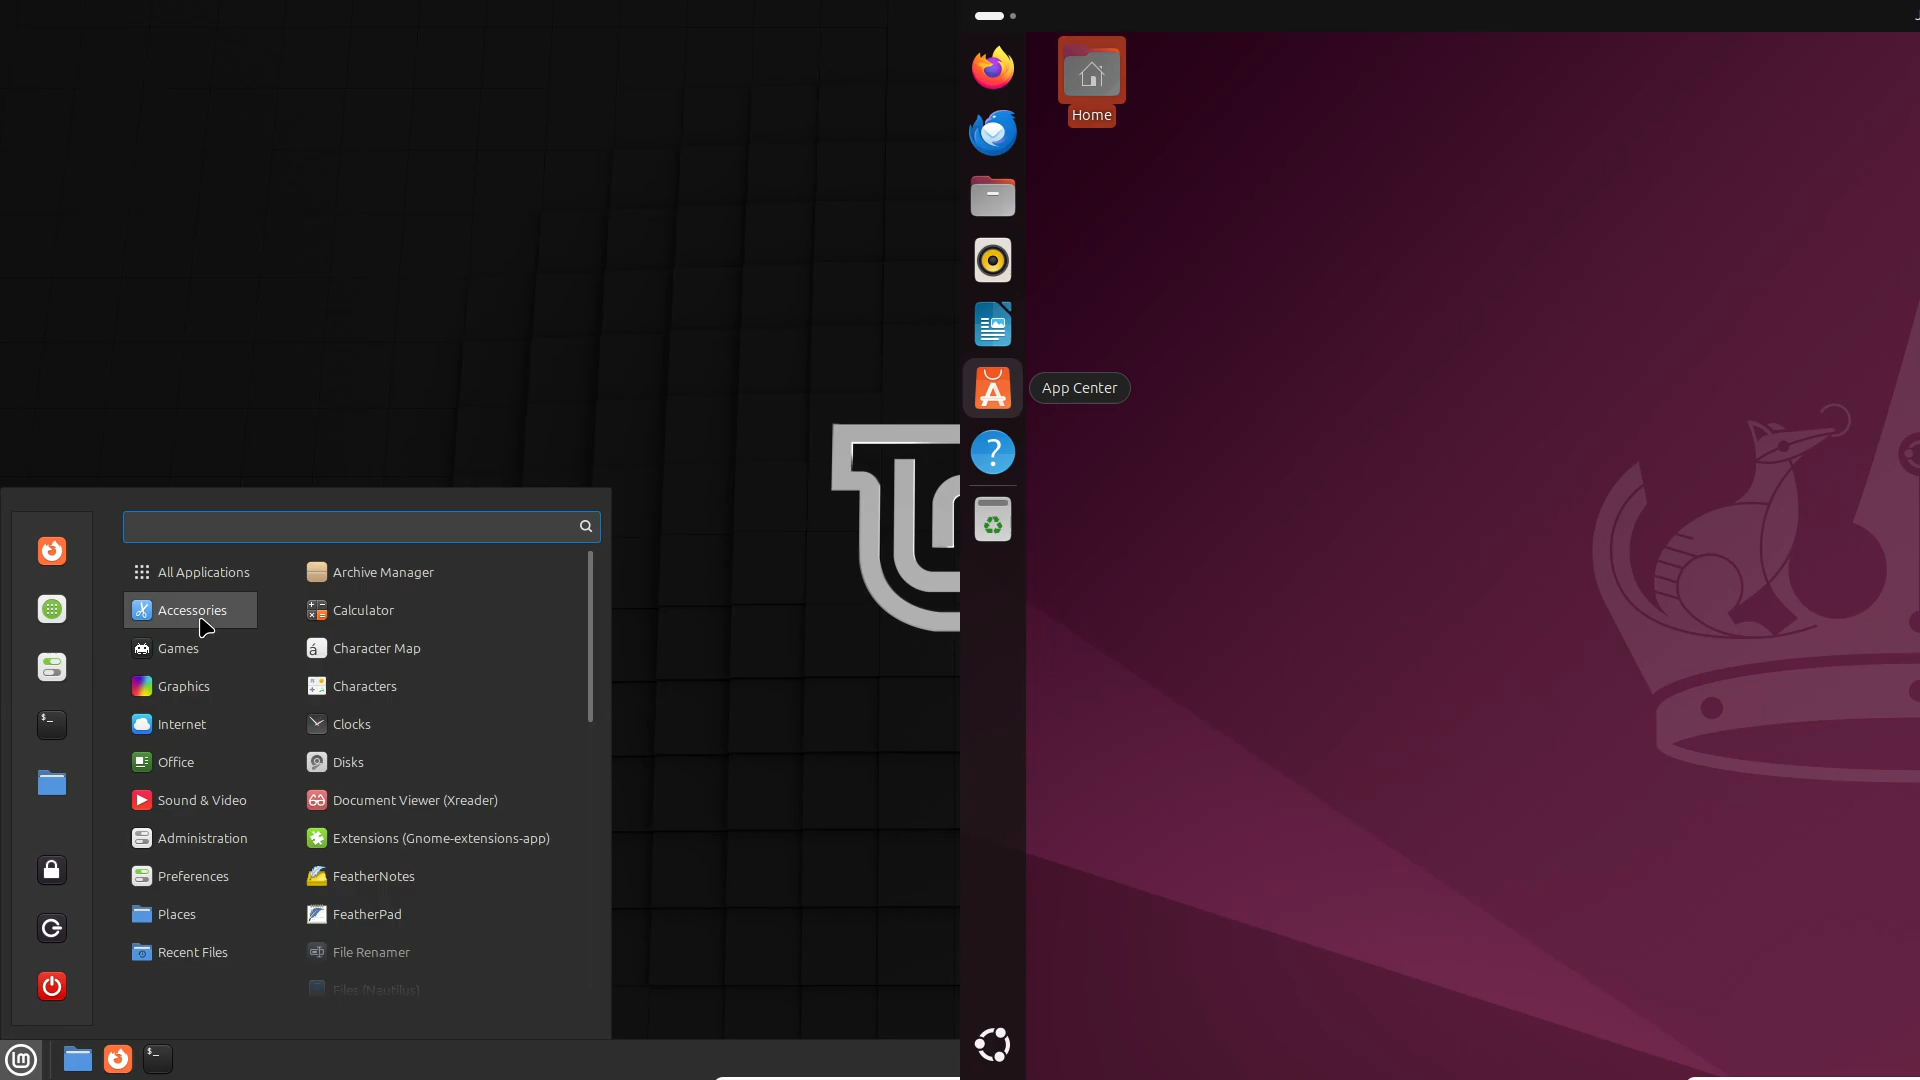 Home
App Center
All Applications
Accessories
Games
Graphics
Internet
Office
Sound & Video
Administration
Preferences
Places
Recent Files
Archive Manager
Calculator
Character Map
Characters
Clocks
Disks
Document Viewer (Xreader)
Extensions (Gnome-extensions-app)
FeatherNotes
FeatherPad
File Renamer
Files (Nautilus)